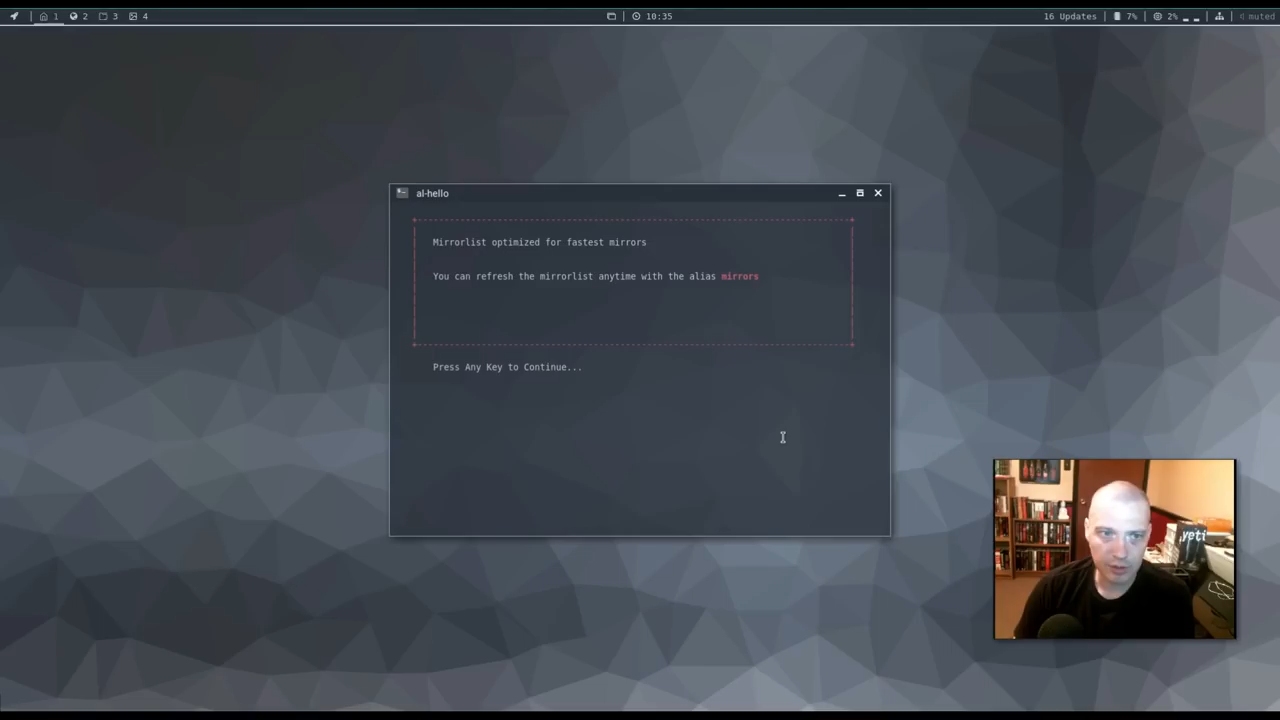 1 2 3 4 10:35 16 Updates 7% 2% muted
al-hello
Mirrorlist optimized for fastest mirrors
You can refresh the mirrorlist anytime with the alias mirrors
Press Any Key to Continue...
yeti